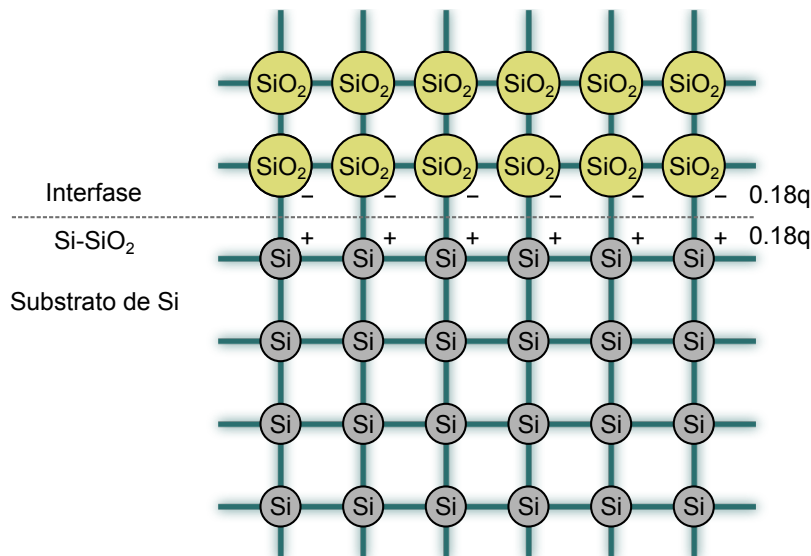 SiO2 SiO2 SiO2 SiO2 SiO2 SiO2
SiO2 SiO2 SiO2 SiO2 SiO2 SiO2
Interfase − − − − − − 0.18q
Si-SiO2 + + + + + + 0.18q
Si Si Si Si Si Si
Substrato de Si
Si Si Si Si Si Si
Si Si Si Si Si Si
Si Si Si Si Si Si